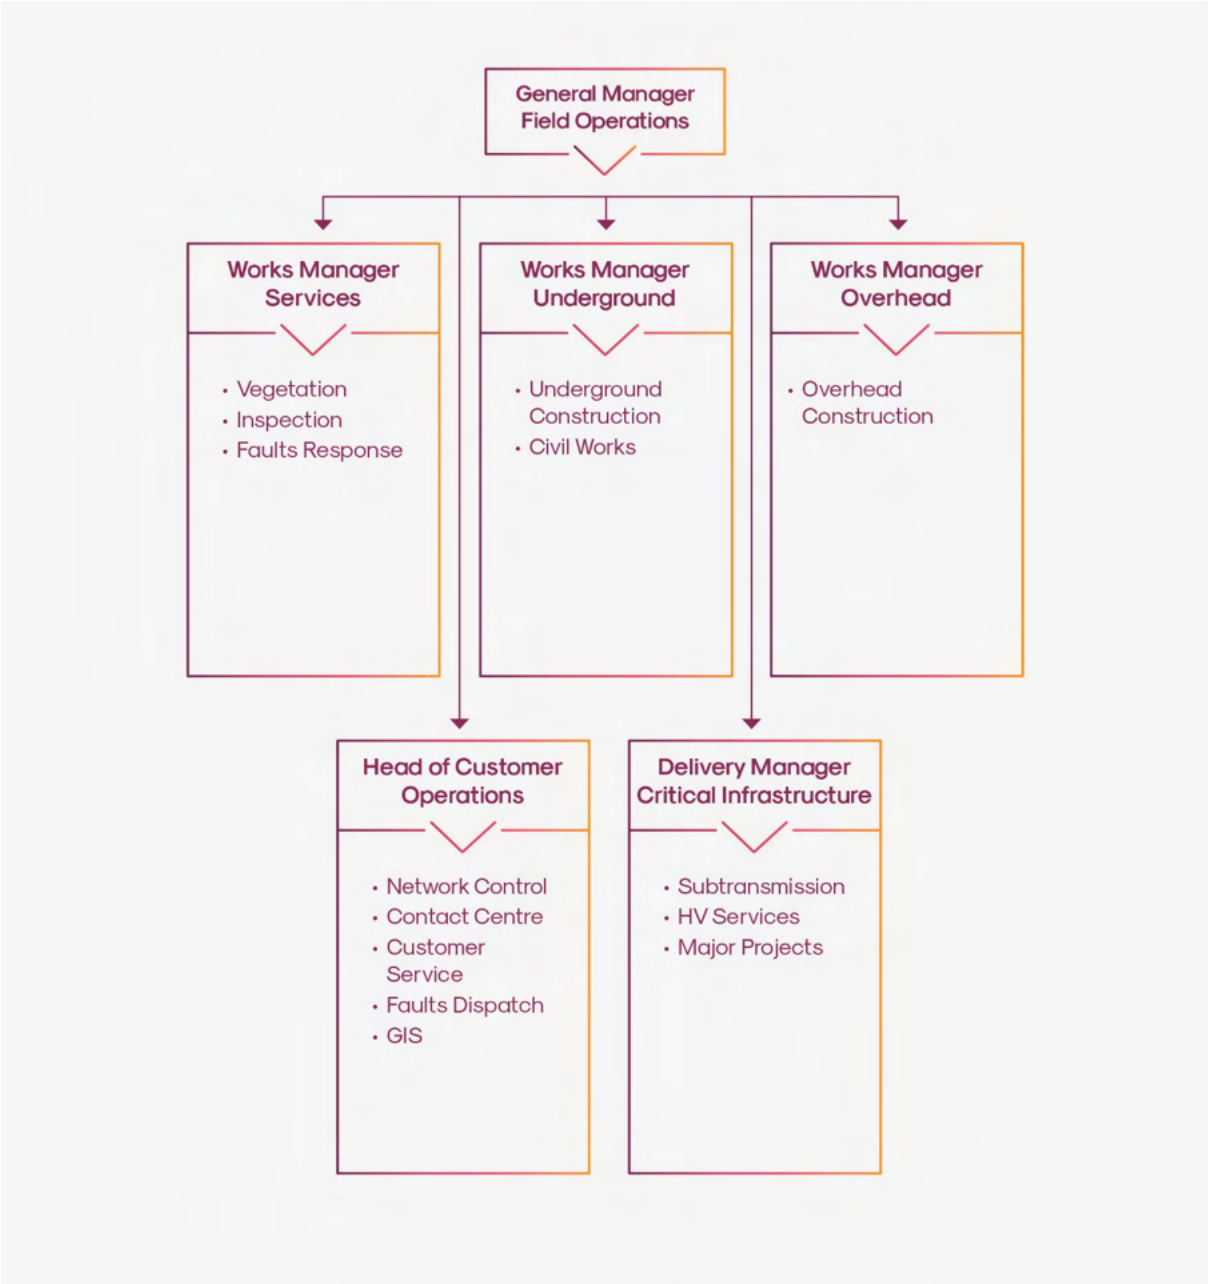 General Manager
Field Operations
Works Manager
Services
• Vegetation
• Inspection
• Faults Response
Works Manager
Underground
• Underground
Construction
• Civil Works
Works Manager
Overhead
• Overhead
Construction
Head of Customer
Operations
• Network Control
• Contact Centre
• Customer
Service
• Faults Dispatch
• GIS
Delivery Manager
Critical Infrastructure
• Subtransmission
• HV Services
• Major Projects